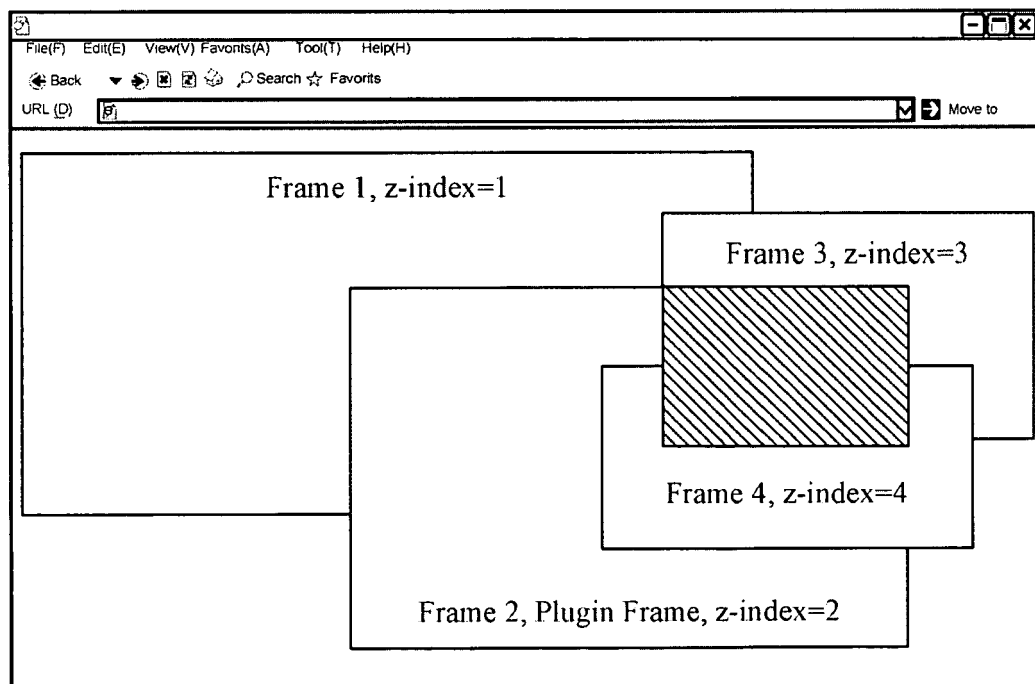 File(F) Edit(E) View(V) Favorits(A) Tool(T) Help(H)
Back Search Favorits
URL (D) Move to
Frame 1, z-index=1
Frame 3, z-index=3
Frame 4, z-index=4
Frame 2, Plugin Frame, z-index=2